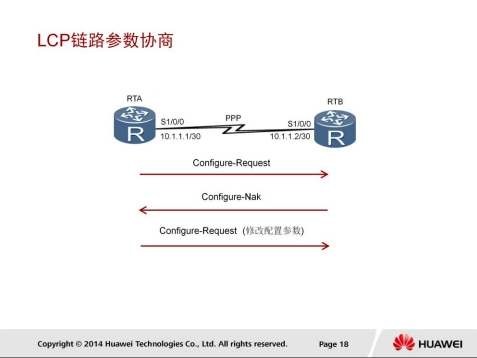 LCP链路参数协商
RTA
RTB
S1/0/0
PPP
S1/0/0
10.1.1.1/30
10.1.1.2/30
R
R
Configure-Request
Configure-Nak
Configure-Request (修改配置参数)
Copyright © 2014 Huawei Technologies Co., Ltd. All rights reserved.
Page 18
HUAWEI